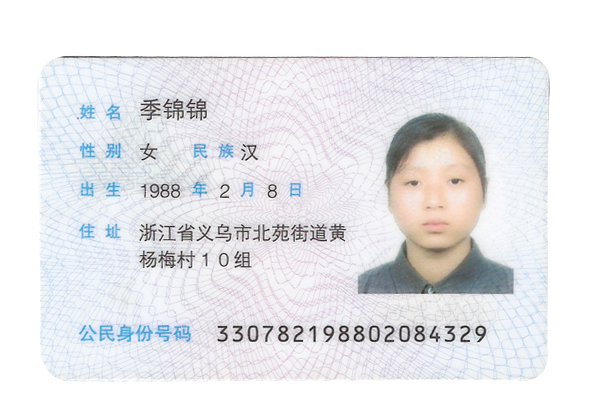 姓名 季锦锦
性别 女 民族 汉
出生 1988 年 2 月 8 日
住址 浙江省义乌市北苑街道黄
杨梅村10组
公民身份号码 330782198802084329